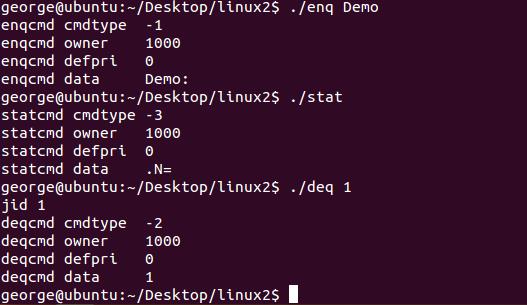 george@ubuntu:~/Desktop/linux2$ ./enq Demo
enqcmd cmdtype  -1
enqcmd owner    1000
enqcmd defpri   0
enqcmd data     Demo:
george@ubuntu:~/Desktop/linux2$ ./stat
statcmd cmdtype -3
statcmd owner   1000
statcmd defpri  0
statcmd data    .N=
george@ubuntu:~/Desktop/linux2$ ./deq 1
jid 1
deqcmd cmdtype  -2
deqcmd owner    1000
deqcmd defpri   0
deqcmd data     1
george@ubuntu:~/Desktop/linux2$